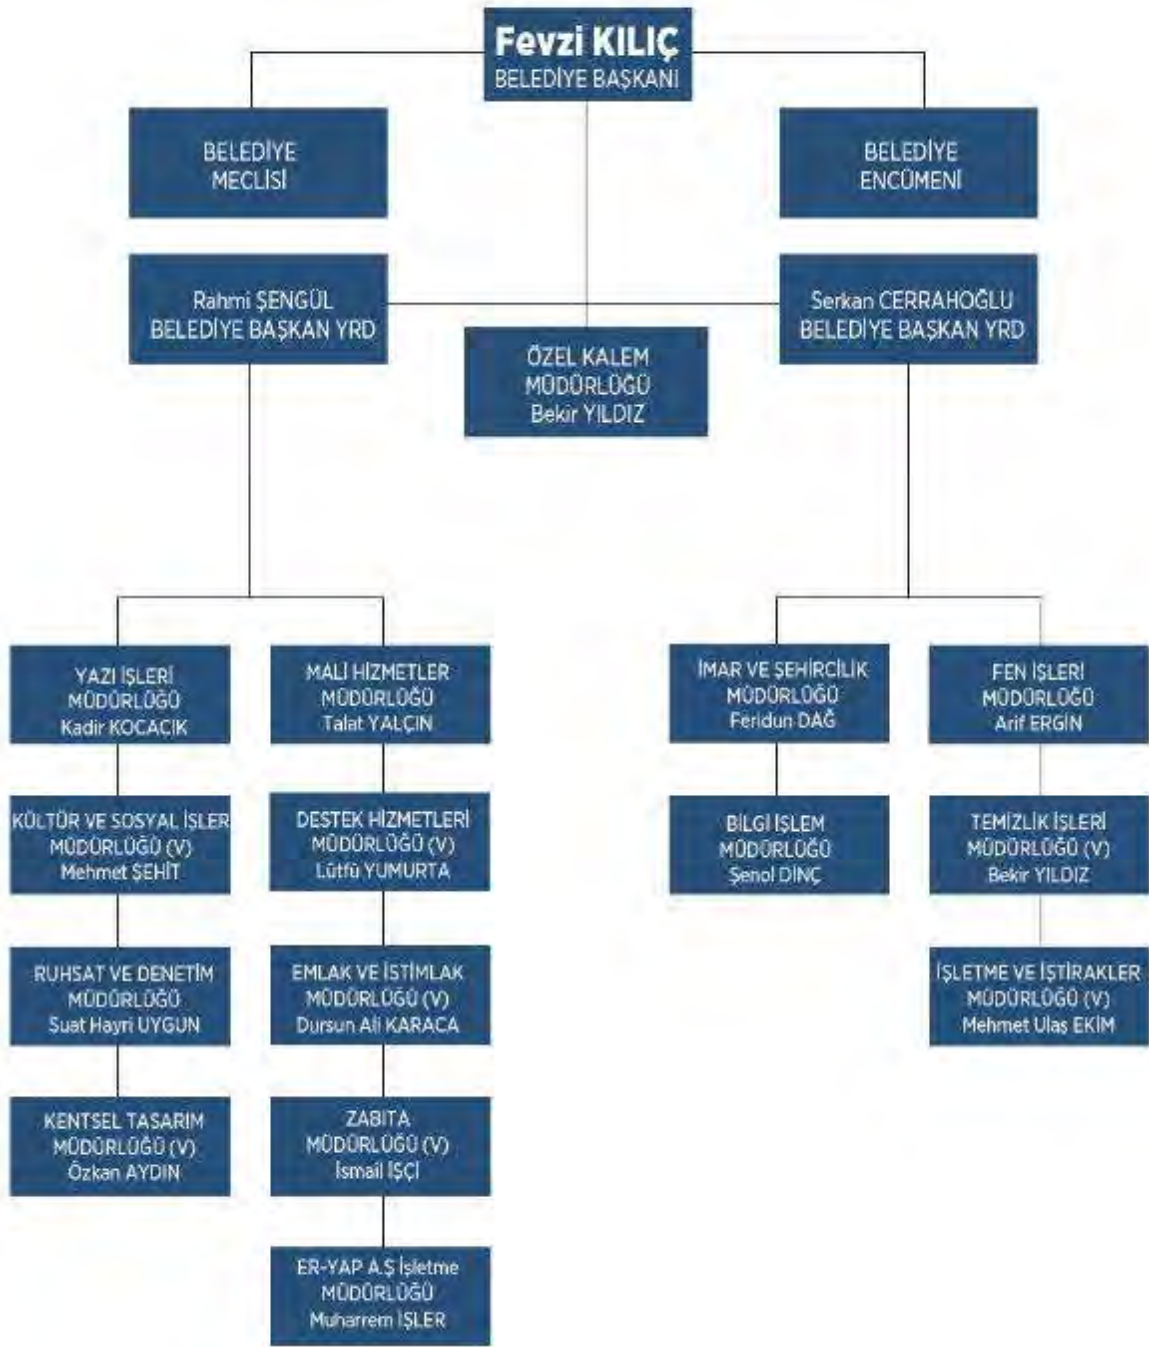 Fevzi KILIÇ
BELEDİYE BAŞKANI
BELEDİYE
MECLİSİ
BELEDİYE
ENCÜMENİ
Rahmi ŞENGÜL
BELEDİYE BAŞKAN YRD
Serkan CERRAHOĞLU
BELEDİYE BAŞKAN YRD
ÖZEL KALEM
MÜDÜRLÜĞÜ
Bekir YILDIZ
YAZI İŞLERİ
MÜDÜRLÜĞÜ
Kadir KOCACIK
MALİ HİZMETLER
MÜDÜRLÜĞÜ
Talat YALÇIN
İMAR VE ŞEHİRCİLİK
MÜDÜRLÜĞÜ
Feridun DAĞ
FEN İŞLERİ
MÜDÜRLÜĞÜ
Arif ERGİN
KÜLTÜR VE SOSYAL İŞLER
MÜDÜRLÜĞÜ (V)
Mehmet ŞEHİT
DESTEK HİZMETLERİ
MÜDÜRLÜĞÜ (V)
Lütfü YUMURTA
BİLGİ İŞLEM
MÜDÜRLÜĞÜ
Şenol DİNÇ
TEMİZLİK İŞLERİ
MÜDÜRLÜĞÜ (V)
Bekir YILDIZ
RUHSAT VE DENETİM
MÜDÜRLÜĞÜ
Suat Hayri UYGUN
EMLAK VE İSTİMLAK
MÜDÜRLÜĞÜ (V)
Dursun Ali KARACA
İŞLETME VE İŞTİRAKLER
MÜDÜRLÜĞÜ (V)
Mehmet Ulaş EKİM
KENTSEL TASARIM
MÜDÜRLÜĞÜ (V)
Özkan AYDIN
ZABITA
MÜDÜRLÜĞÜ (V)
İsmail İŞÇİ
ER-YAP A.Ş İşletme
MÜDÜRLÜĞÜ
Muharrem İŞLER